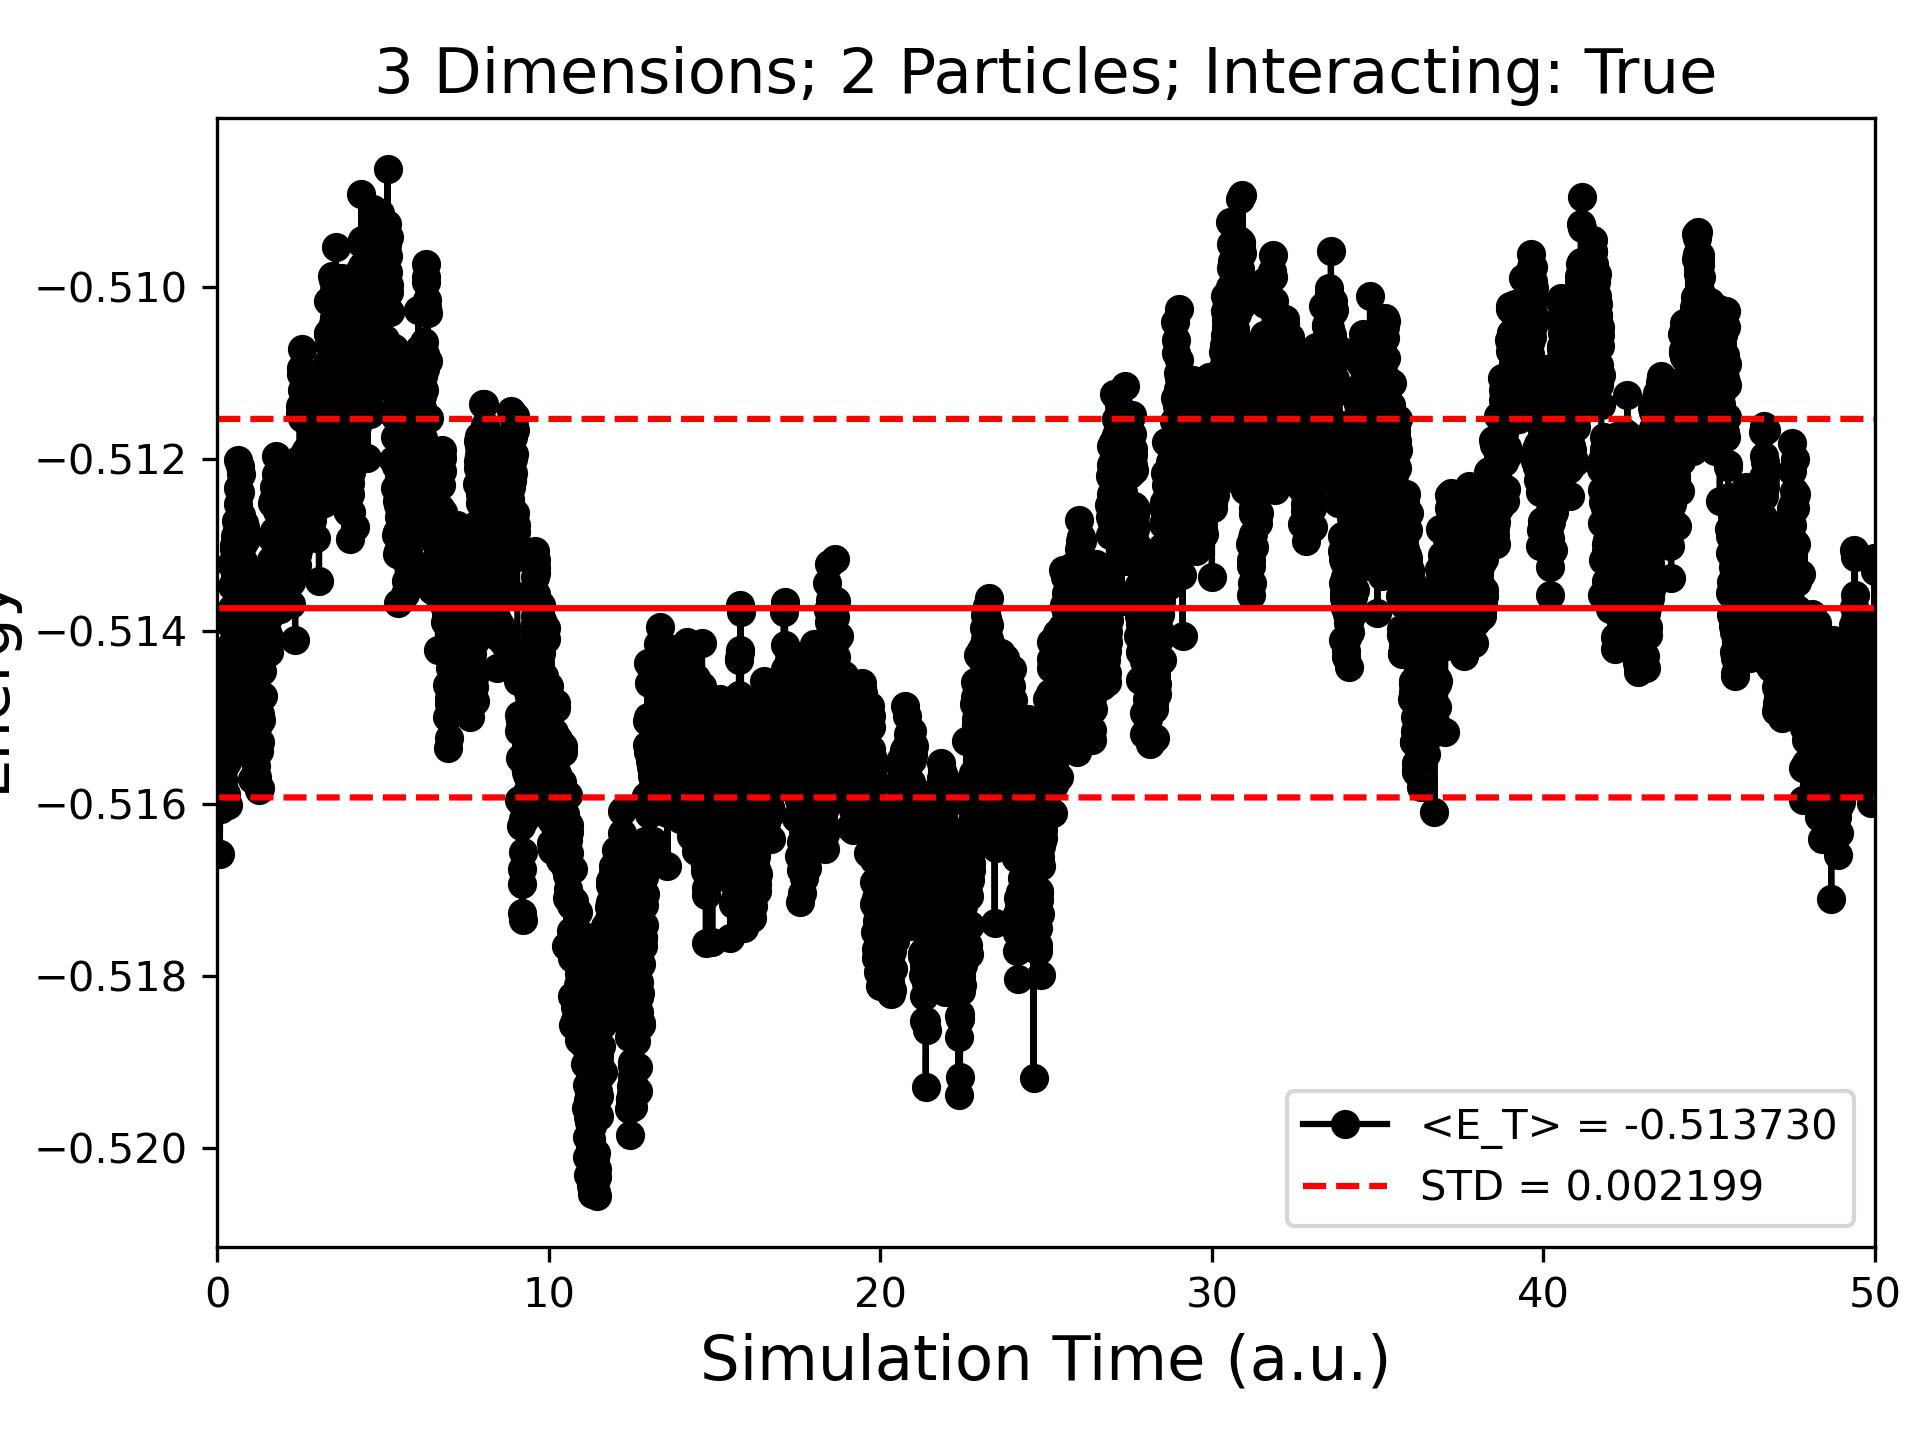 3 Dimensions; 2 Particles; Interacting: True
Energy
−0.510
−0.512
−0.514
−0.516
−0.518
−0.520
<E_T> = -0.513730
STD = 0.002199
0 10 20 30 40 50
Simulation Time (a.u.)